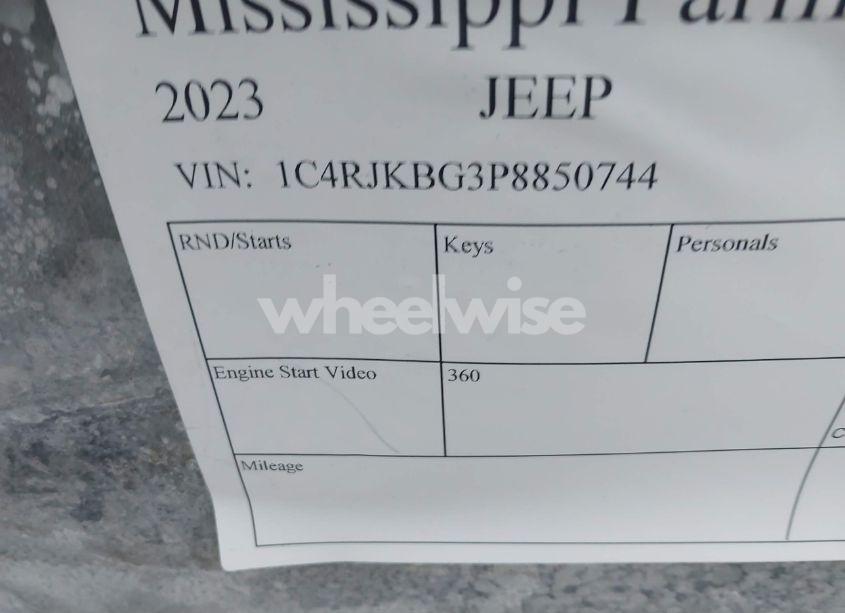 Mississippi Farm
2023 JEEP
VIN: 1C4RJKBG3P8850744
RND/Starts Keys Personals
wheelwise
Engine Start Video 360
Mileage